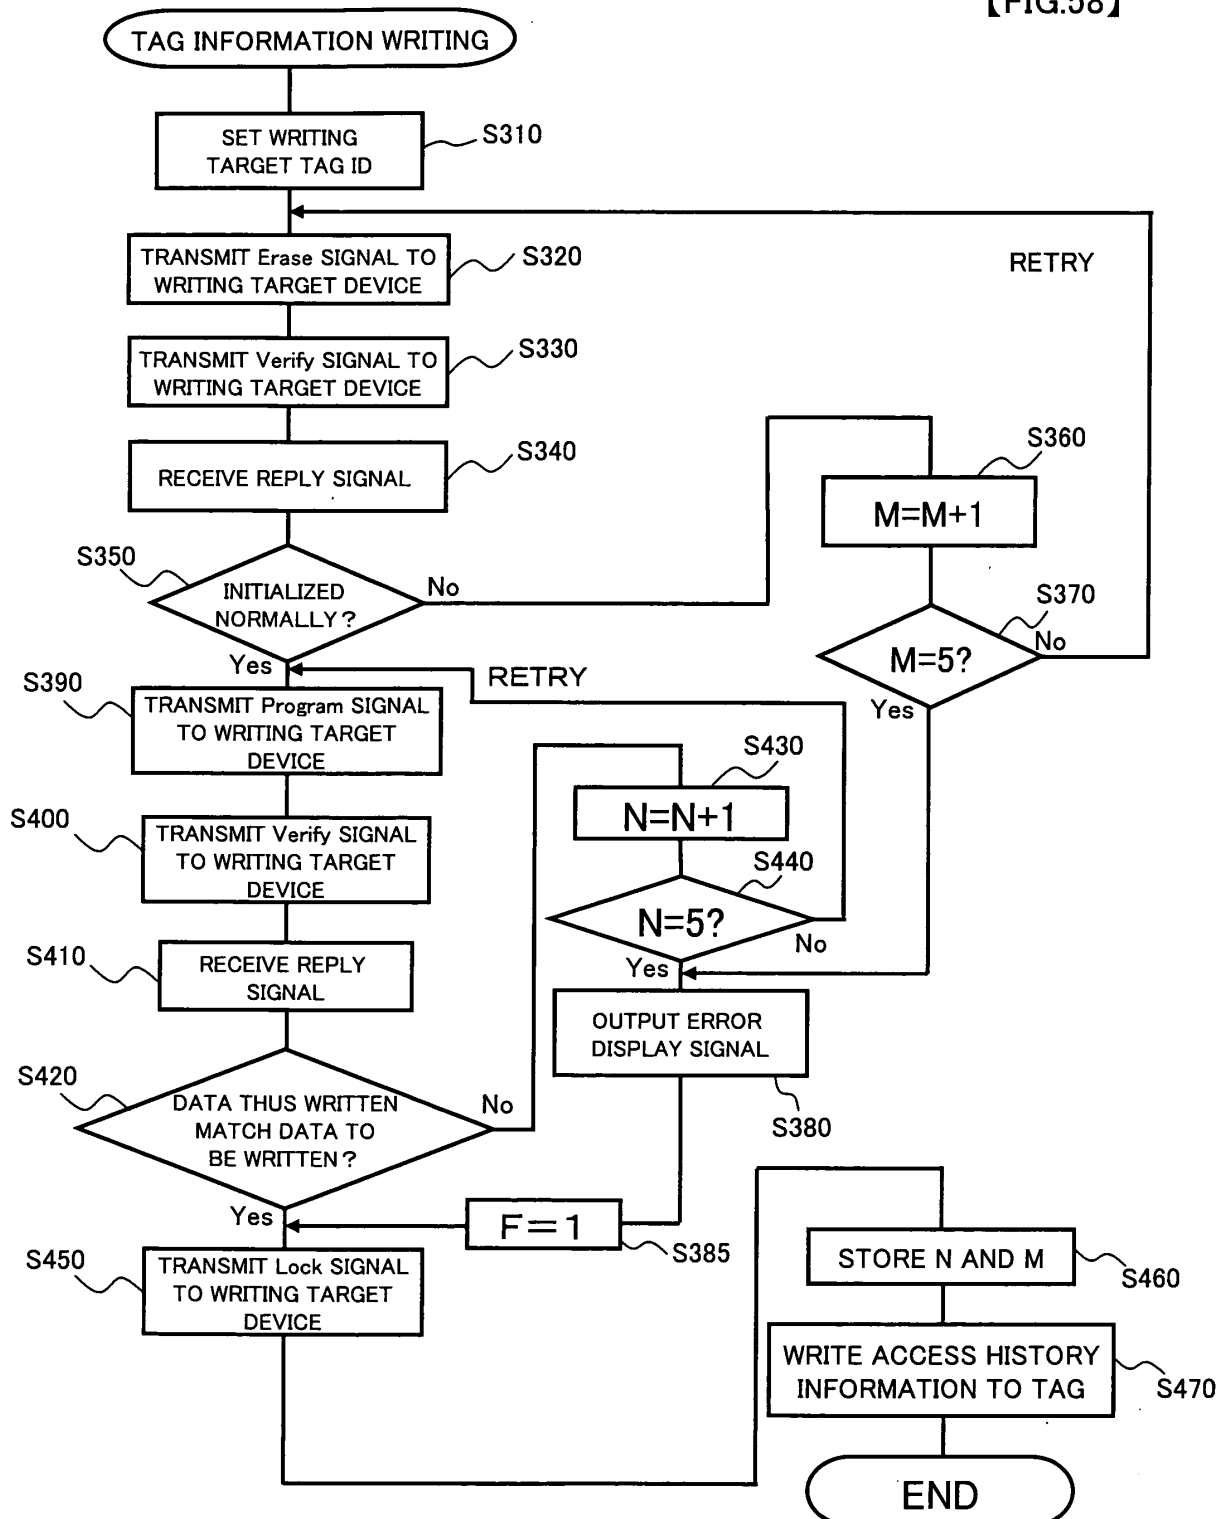 【FIG.58】
TAG INFORMATION WRITING
SET WRITING
TARGET TAG ID
S310
TRANSMIT Erase SIGNAL TO
WRITING TARGET DEVICE
S320
RETRY
TRANSMIT Verify SIGNAL TO
WRITING TARGET DEVICE
S330
RECEIVE REPLY SIGNAL
S340
S360
M=M+1
S350
INITIALIZED
NORMALLY?
No
S370
M=5?
No
Yes
Yes
RETRY
S390
TRANSMIT Program SIGNAL
TO WRITING TARGET
DEVICE
S430
N=N+1
S400
TRANSMIT Verify SIGNAL
TO WRITING TARGET
DEVICE
S440
N=5?
No
Yes
S410
RECEIVE REPLY
SIGNAL
OUTPUT ERROR
DISPLAY SIGNAL
S380
S420
DATA THUS WRITTEN
MATCH DATA TO
BE WRITTEN?
No
Yes
F=1
S385
S450
TRANSMIT Lock SIGNAL
TO WRITING TARGET
DEVICE
STORE N AND M
S460
WRITE ACCESS HISTORY
INFORMATION TO TAG
S470
END